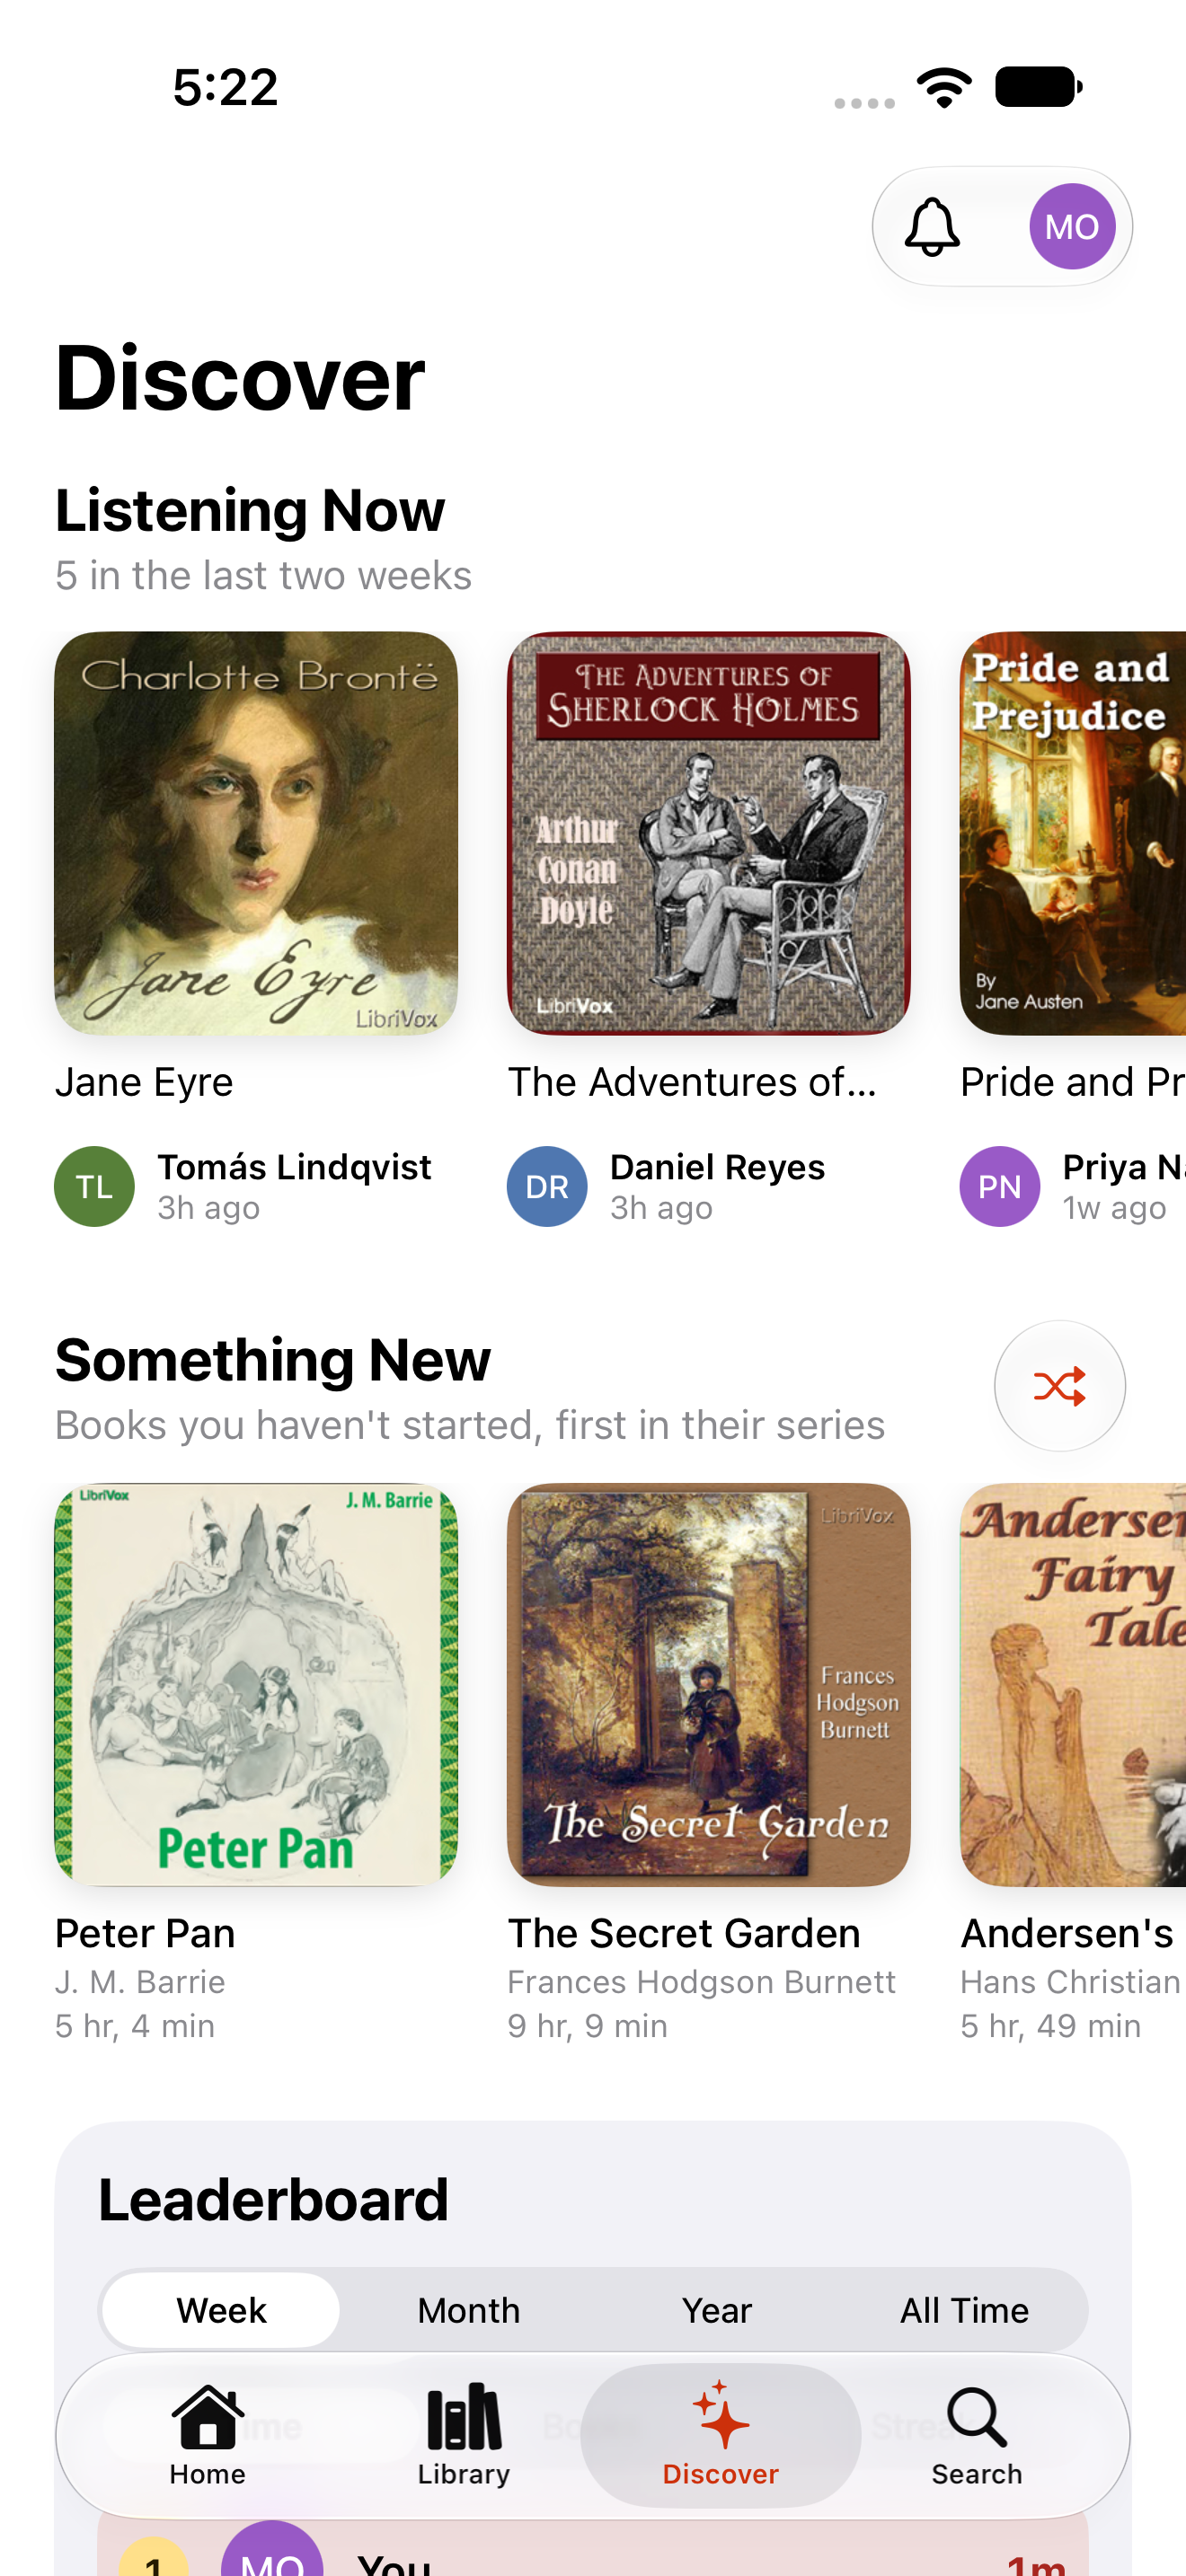 5:22
MO
Discover
Listening Now
5 in the last two weeks
Charlotte Brontë
Jane Eyre
LibriVox
THE ADVENTURES OF
SHERLOCK HOLMES
Arthur
Conan
Doyle
LibriVox
Pride and
Prejudice
By
Jane Austen
Jane Eyre
The Adventures of...
Pride and Pr
TL
Tomás Lindqvist
3h ago
DR
Daniel Reyes
3h ago
PN
Priya Na
1w ago
Something New
Books you haven't started, first in their series
LibriVox
J. M. Barrie
Peter Pan
LibriVox
Frances
Hodgson
Burnett
The Secret Garden
Andersen
Fairy
Tale
Peter Pan
J. M. Barrie
5 hr, 4 min
The Secret Garden
Frances Hodgson Burnett
9 hr, 9 min
Andersen's
Hans Christian
5 hr, 49 min
Leaderboard
Week
Month
Year
All Time
Home
Library
Discover
Search
1
MO
You
1m